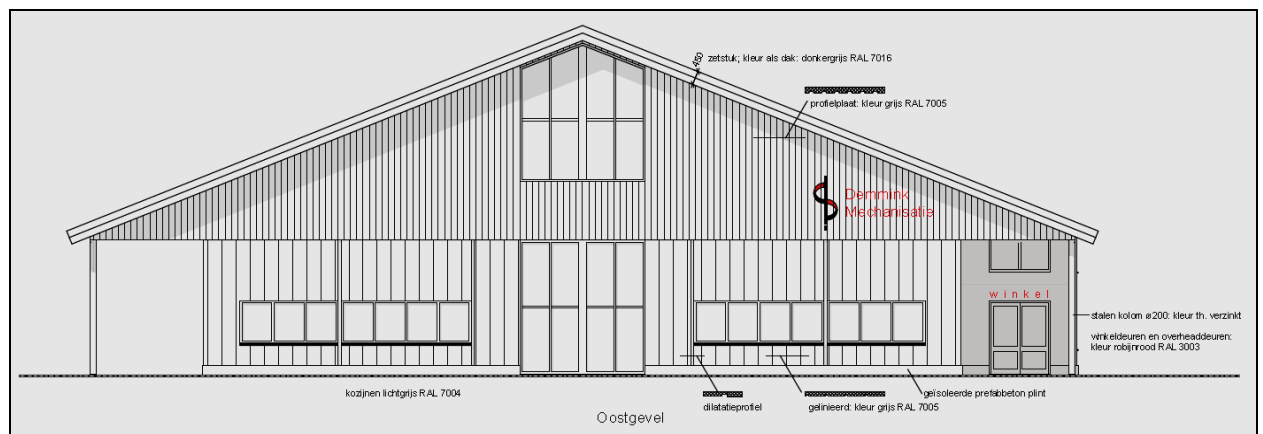 450
zetstuk; kleur als dak: donkergrijs RAL 7016
profielplaat: kleur grijs RAL 7005
Demmink
Mechanisatie
winkel
stalen kolom ø200: kleur th. verzinkt
winkeldeuren en overheaddeuren:
kleur robijnrood RAL 3003
kozijnen lichtgrijs RAL 7004
dilatatieprofiel
gelinieerd: kleur grijs RAL 7005
geïsoleerde prefabbeton plint
Oostgevel